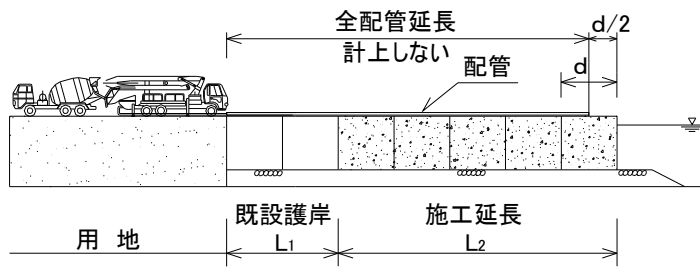 全配管延長
d/2
計上しない
配管
d
既設護岸
施工延長
用 地
L1
L2